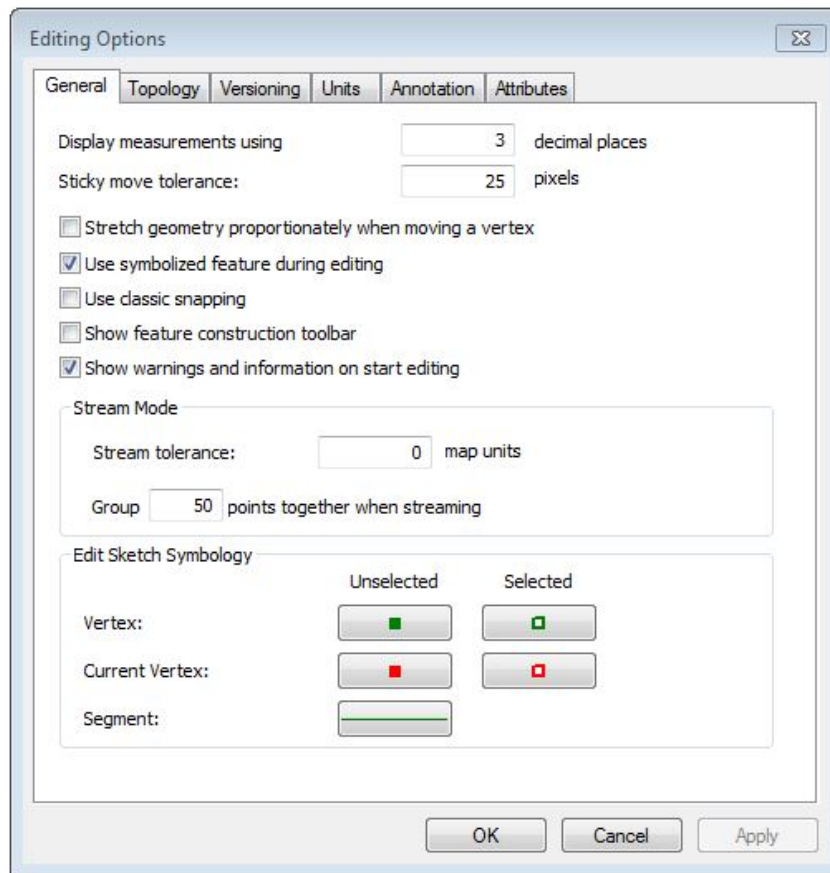 Editing Options
General Topology Versioning Units Annotation Attributes
Display measurements using 3 decimal places
Sticky move tolerance: 25 pixels
Stretch geometry proportionately when moving a vertex
Use symbolized feature during editing
Use classic snapping
Show feature construction toolbar
Show warnings and information on start editing
Stream Mode
Stream tolerance: 0 map units
Group 50 points together when streaming
Edit Sketch Symbology
Unselected Selected
Vertex:
Current Vertex:
Segment:
OK Cancel Apply